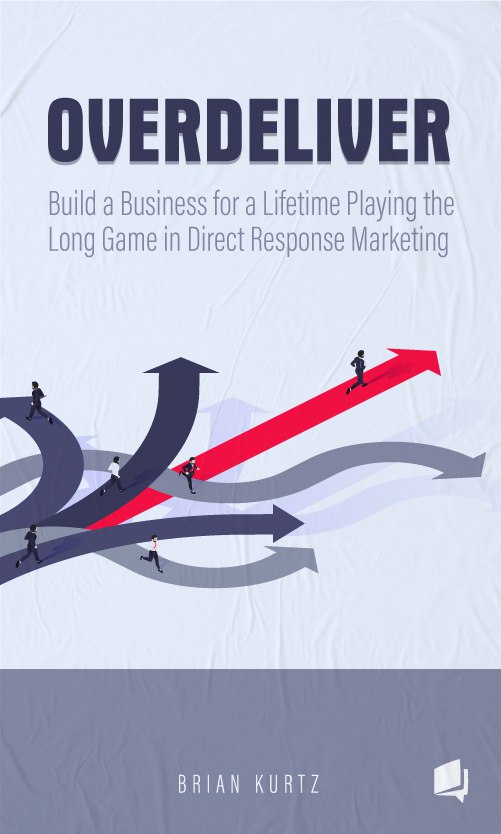 OVERDELIVER
Build a Business for a Lifetime Playing the
Long Game in Direct Response Marketing
BRIAN KURTZ